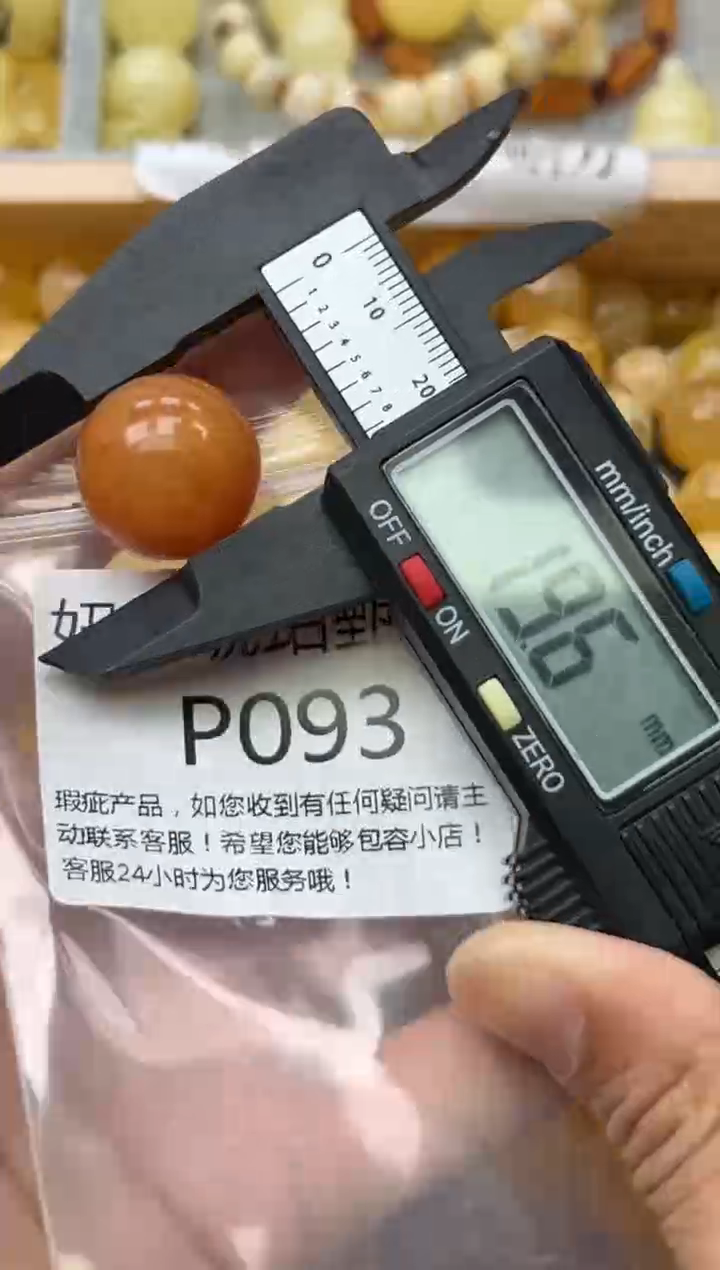 0 10 20
1 2 3 4 5 6 7 8
mm/inch
OFF
ON
19.6
mm
ZERO
P093
瑕疵产品，如您收到有任何疑问请主
动联系客服！希望您能够包容小店！
客服24小时为您服务哦！